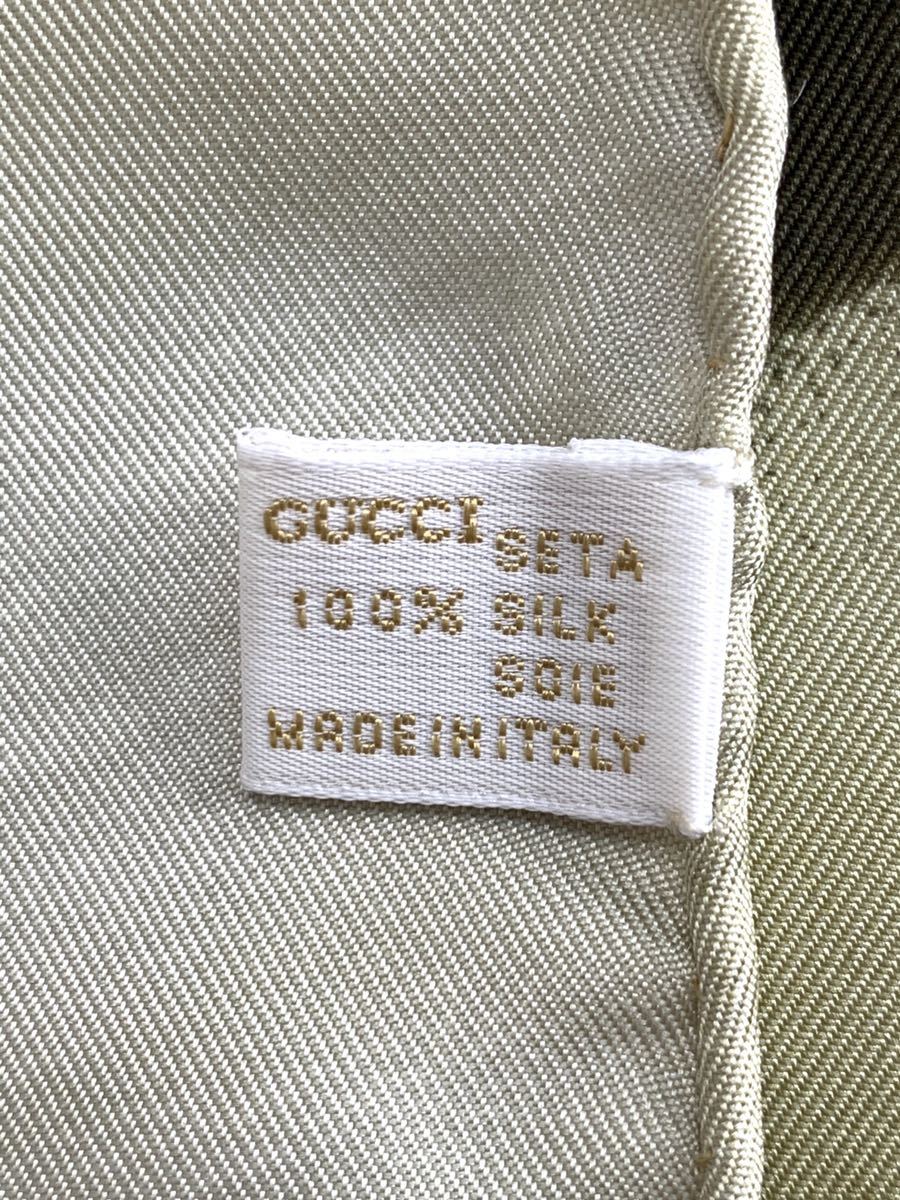 GUCCI
SETA
100% SILK
SOIE
MADE IN ITALY